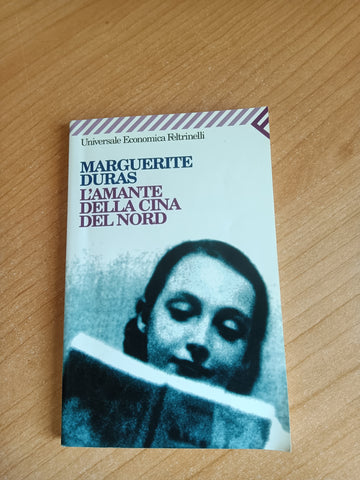 Universale Economica Feltrinelli
MARGUERITE
DURAS
L'AMANTE
DELLA CINA
DEL NORD